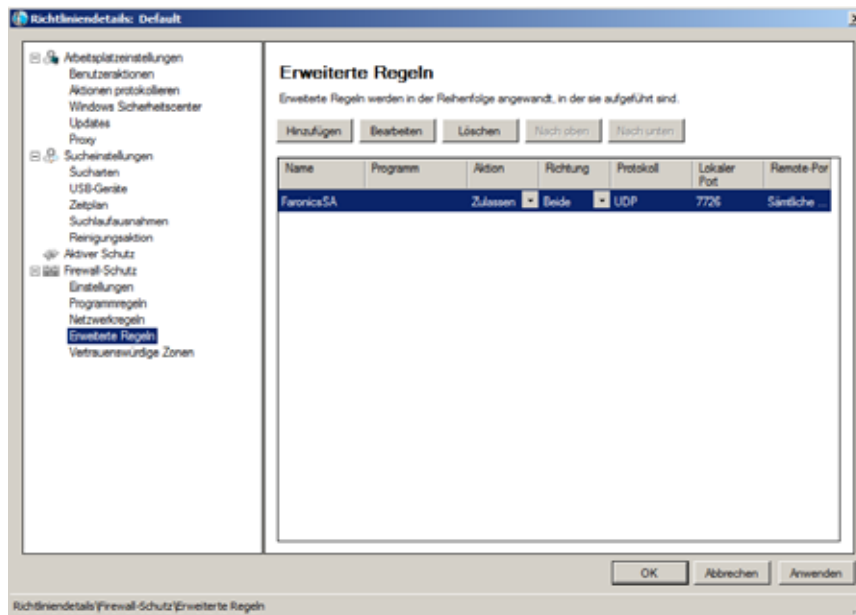 Richtliniendetails: Default
Arbeitsplatzeinstellungen
Benutzeraktionen
Aktionen protokollieren
Windows Sicherheitscenter
Updates
Proxy
Sucheinstellungen
Sucharten
USB-Geräte
Zeitplan
Suchlaufausnahmen
Reinigungsaktion
Aktiver Schutz
Firewall-Schutz
Einstellungen
Programmregeln
Netzwerkregeln
Erweiterte Regeln
Vertrauenswürdige Zonen
Erweiterte Regeln
Erweiterte Regeln werden in der Reihenfolge angewandt, in der sie aufgeführt sind.
Hinzufügen Bearbeiten Löschen Nach oben Nach unten
Name Programm Aktion Richtung Protokoll Lokaler Port Remote-Por
FaronicsSA Zulassen Beide UDP 7726 Sämtliche ...
OK Abbrechen Anwenden
Richtliniendetails\Firewall-Schutz\Erweiterte Regeln